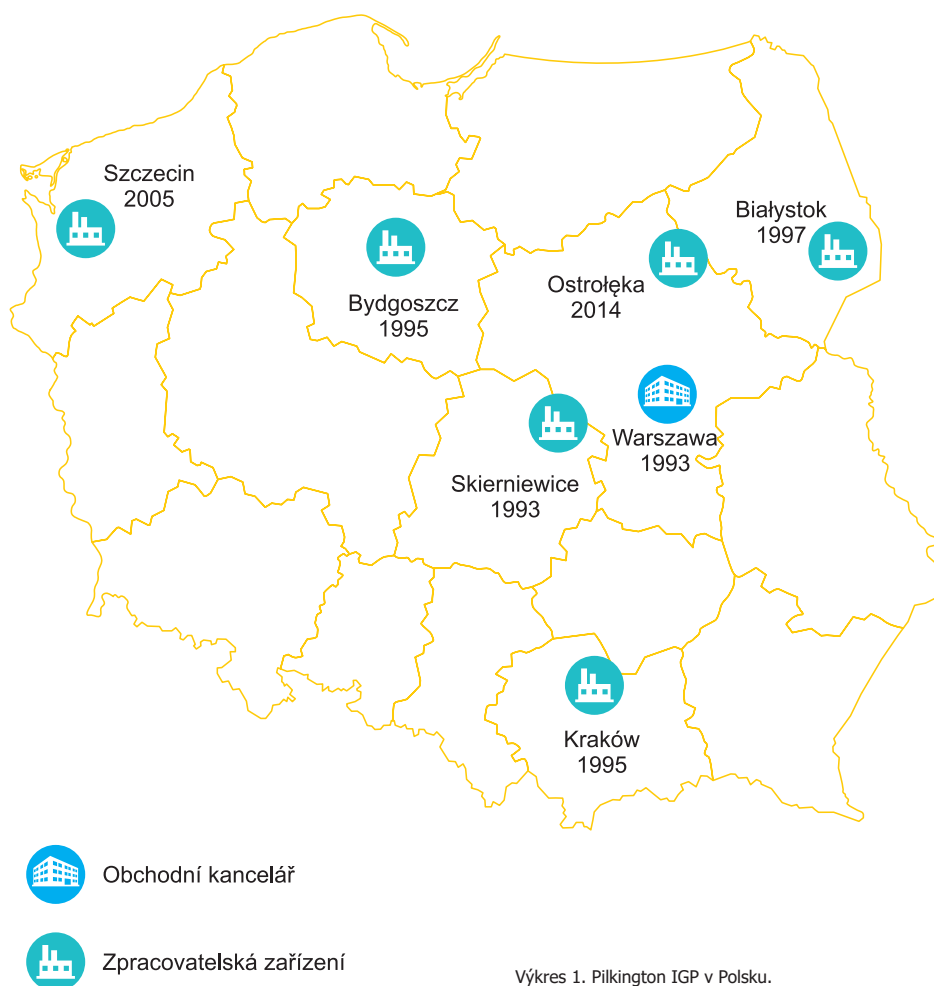 Szczecin
2005
Białystok
1997
Bydgoszcz
1995
Ostrołęka
2014
Warszawa
1993
Skierniewice
1993
Kraków
1995
Obchodní kancelář
Zpracovatelská zařízení
Výkres 1. Pilkington IGP v Polsku.